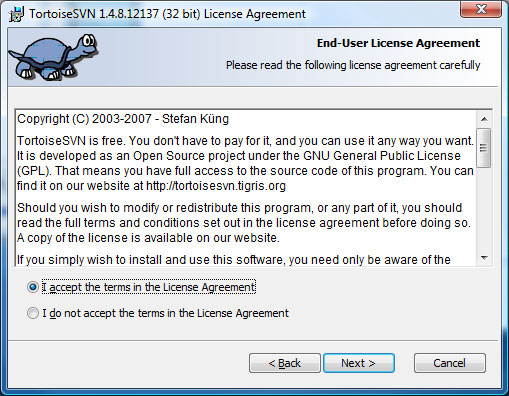 TortoiseSVN 1.4.8.12137 (32 bit) License Agreement
End-User License Agreement
Please read the following license agreement carefully
Copyright (C) 2003-2007 - Stefan Küng
TortoiseSVN is free. You don't have to pay for it, and you can use it any way you want.
It is developed as an Open Source project under the GNU General Public License
(GPL). That means you have full access to the source code of this program. You can
find it on our website at http://tortoisesvn.tigris.org
Should you wish to modify or redistribute this program, or any part of it, you should
read the full terms and conditions set out in the license agreement before doing so.
A copy of the license is available on our website.
If you simply wish to install and use this software, you need only be aware of the
I accept the terms in the License Agreement
I do not accept the terms in the License Agreement
< Back Next > Cancel